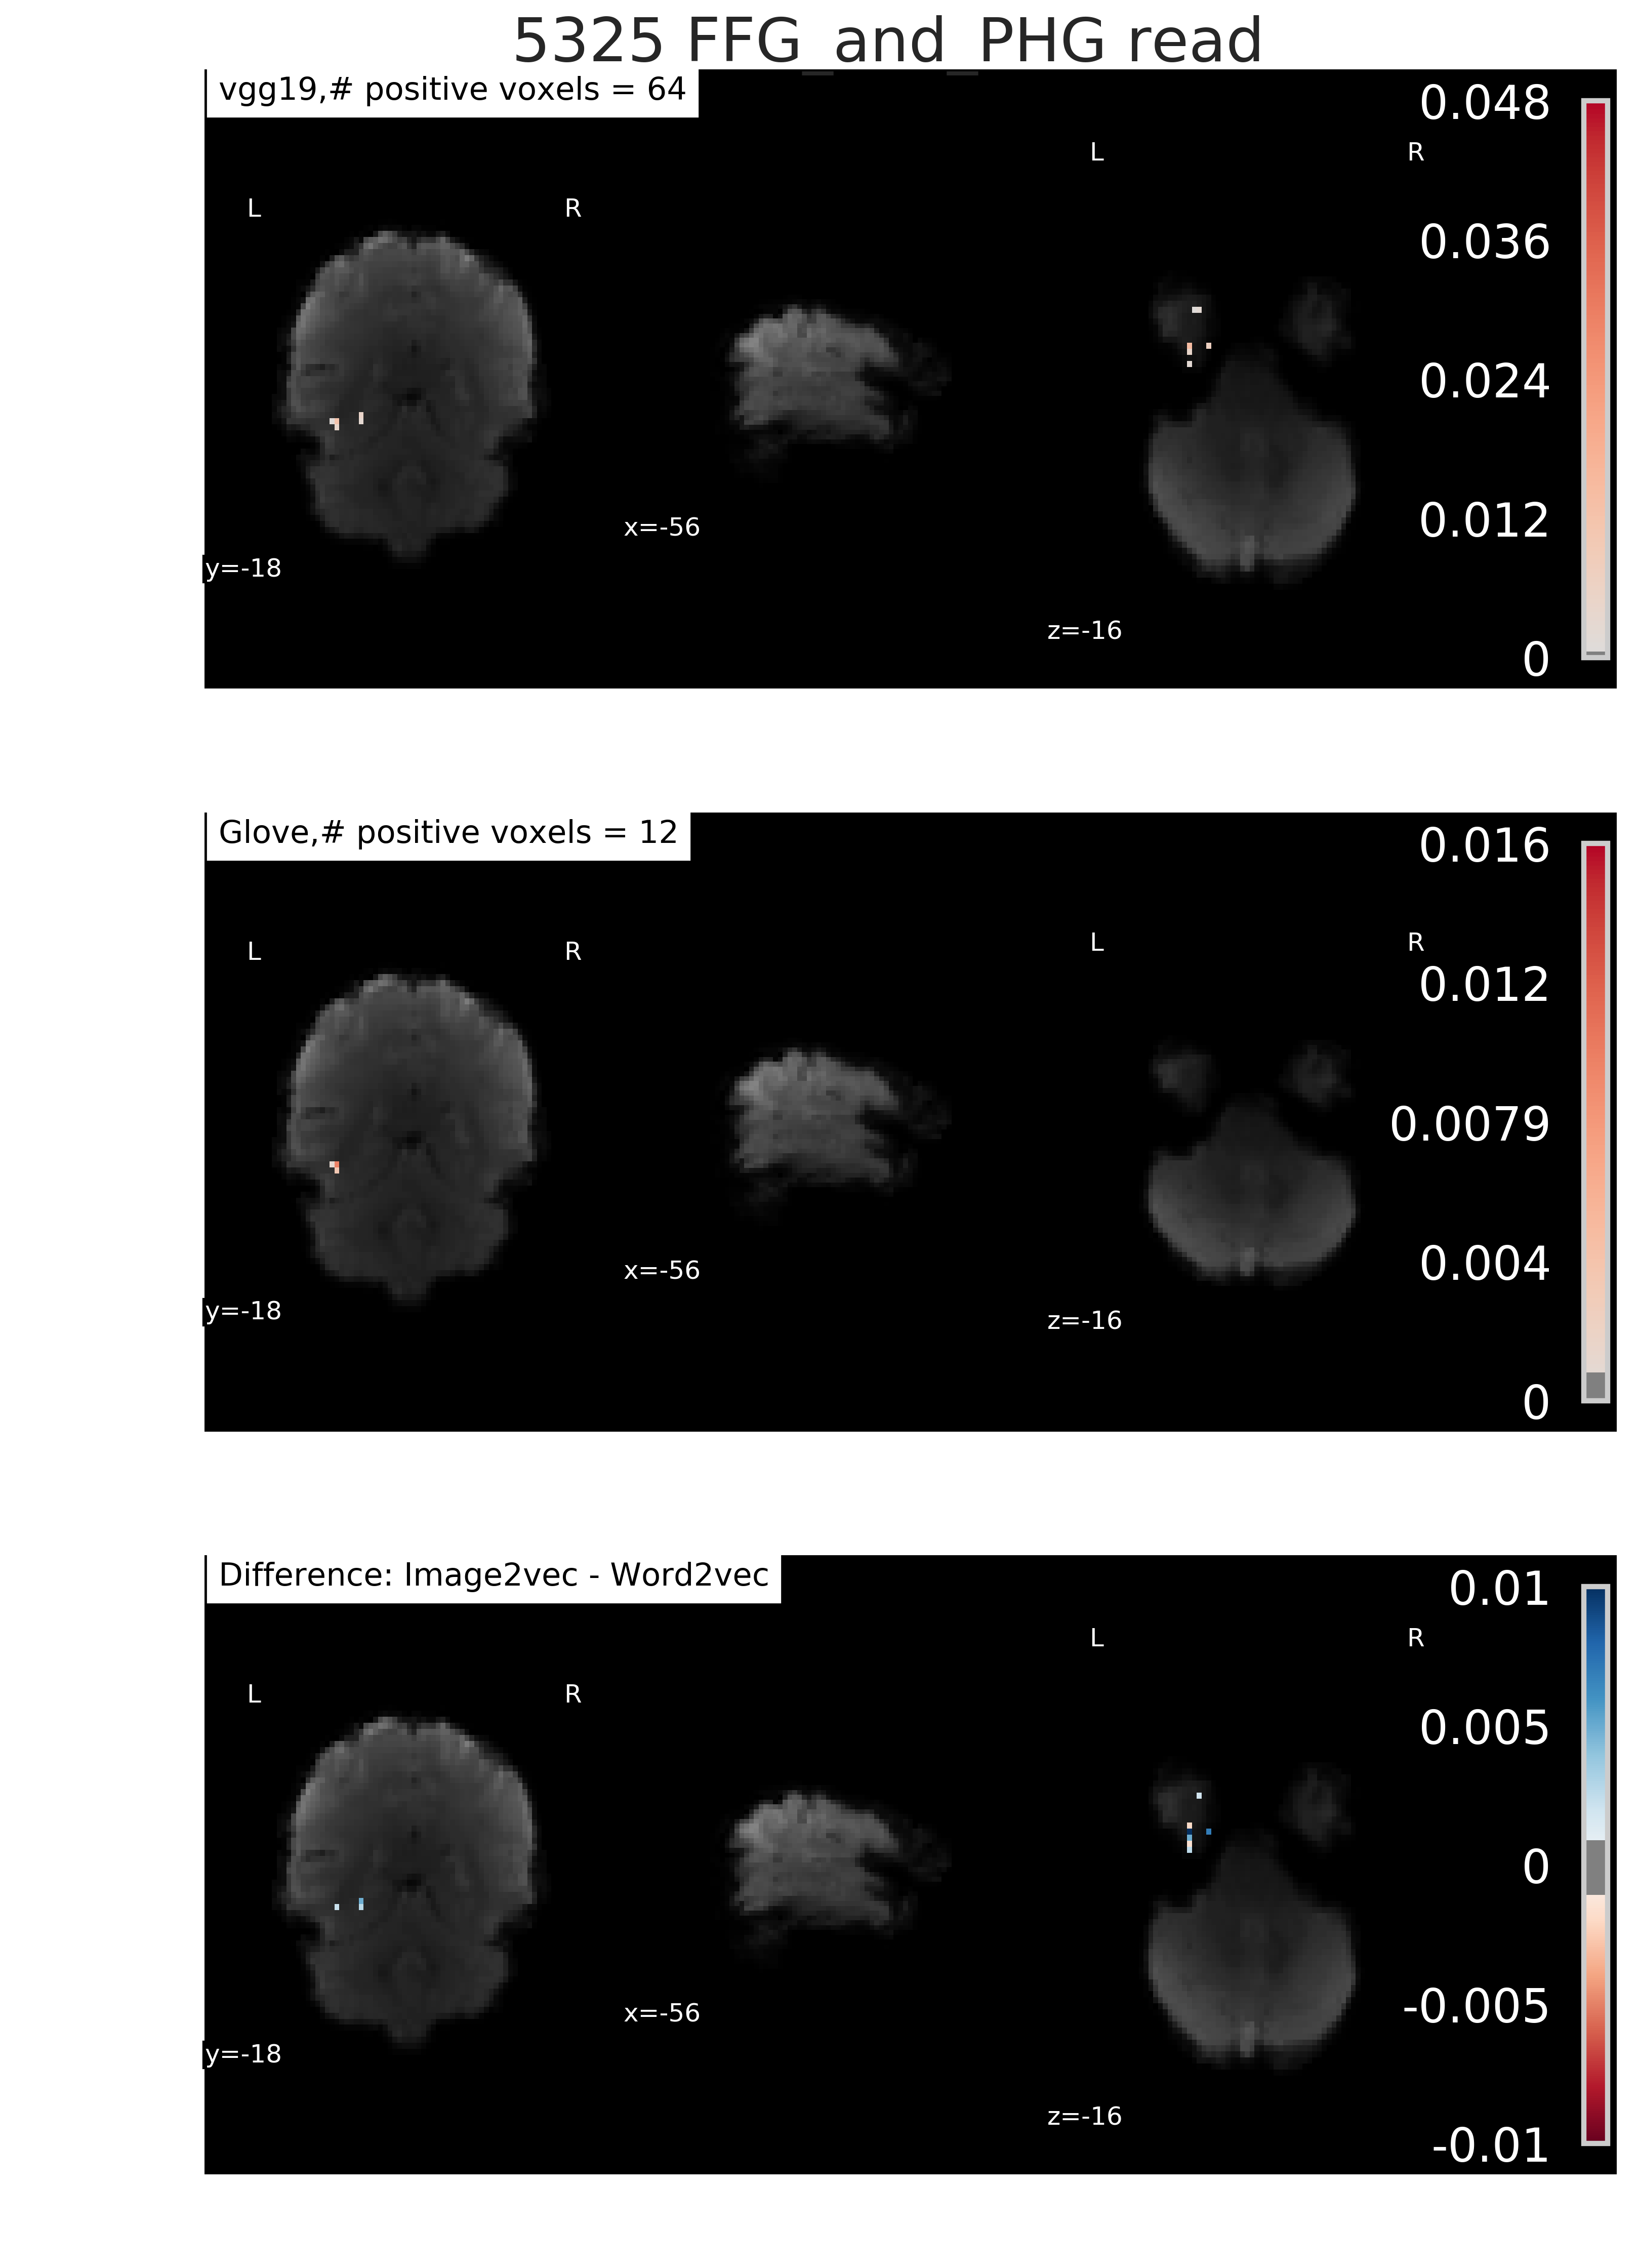 5325 FFG_and_PHG read
vgg19,# positive voxels = 64
0.048
L R
L R
0.036
0.024
0.012
x=-56
y=-18
z=-16
0
Glove,# positive voxels = 12
0.016
L R
L R
0.012
0.0079
0.004
x=-56
y=-18
z=-16
0
Difference: Image2vec - Word2vec
0.01
L R
L R
0.005
0
-0.005
x=-56
y=-18
z=-16
-0.01